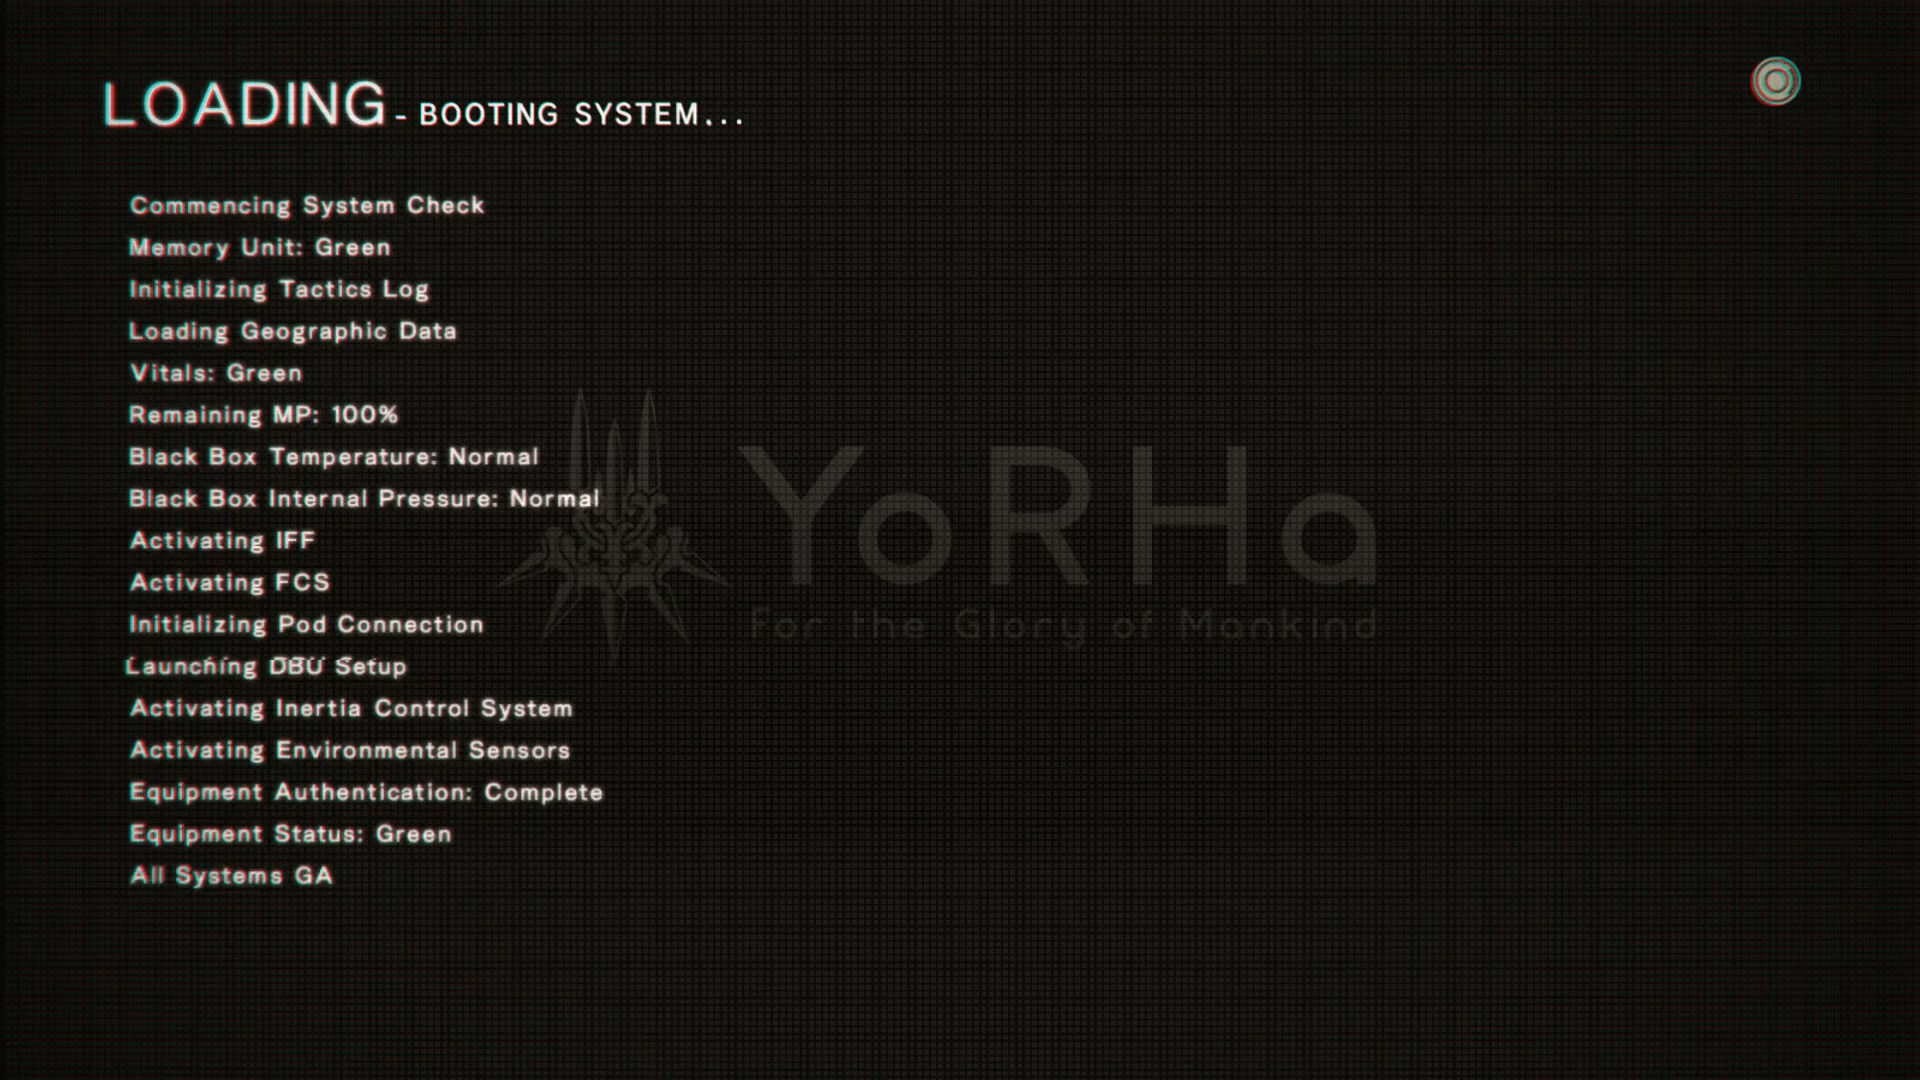 LOADING - BOOTING SYSTEM...
Commencing System Check
Memory Unit: Green
Initializing Tactics Log
Loading Geographic Data
Vitals: Green
Remaining MP: 100%
Black Box Temperature: Normal
Black Box Internal Pressure: Normal
Activating IFF
Activating FCS
Initializing Pod Connection
Launching DBU Setup
Activating Inertia Control System
Activating Environmental Sensors
Equipment Authentication: Complete
Equipment Status: Green
All Systems GA
YoRHa
For the Glory of Mankind